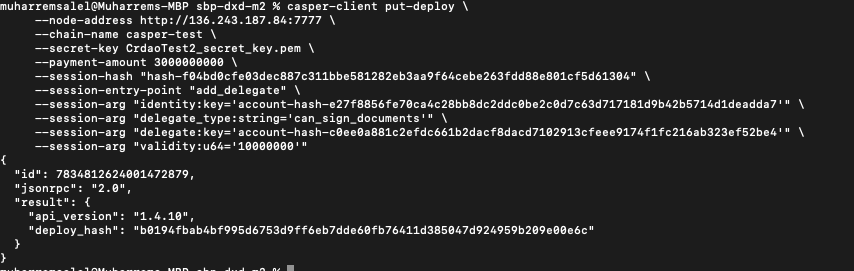 muharremsalel@Muharrems-MBP sbp-dxd-m2 % casper-client put-deploy \
--node-address http://136.243.187.84:7777 \
--chain-name casper-test \
--secret-key CrdaoTest2_secret_key.pem \
--payment-amount 3000000000 \
--session-hash "hash-f04bd0cfe03dec887c311bbe581282eb3aa9f64cebe263fdd88e801cf5d61304" \
--session-entry-point "add_delegate" \
--session-arg "identity:key='account-hash-e27f8856fe70ca4c28bb8dc2ddc0be2c0d7c63d717181d9b42b5714d1deadda7'" \
--session-arg "delegate_type:string='can_sign_documents'" \
--session-arg "delegate:key='account-hash-c0ee0a881c2efdc661b2dacf8dacd7102913cfeee9174f1fc216ab323ef52be4'" \
--session-arg "validity:u64='10000000'"
{
"id": 7834812624001472879,
"jsonrpc": "2.0",
"result": {
"api_version": "1.4.10",
"deploy_hash": "b0194fbab4bf995d6753d9ff6eb7dde60fb76411d385047d924959b209e00e6c"
}
}
muharremsalel@Muharrems-MBP sbp-dxd-m2 %